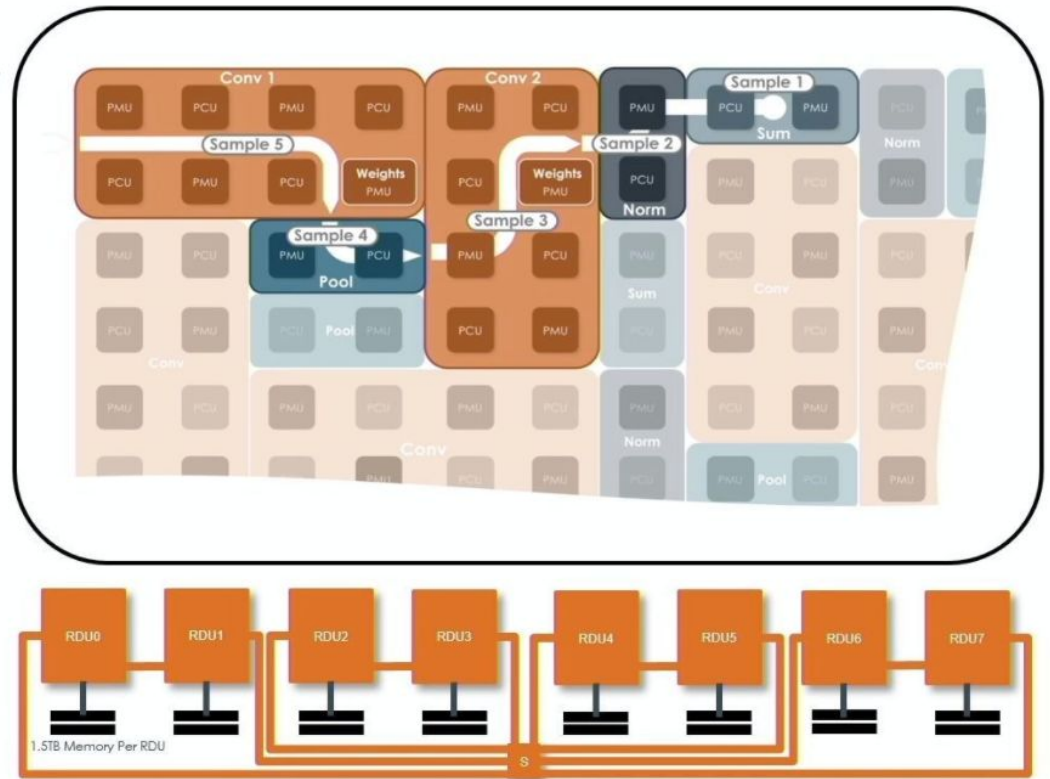 Conv 1
Conv 2
Sample 1
PMU PCU PMU PCU PMU PCU PMU PCU PMU PCU PMU
Sum
Sample 5
Sample 2
Norm
PCU PMU PCU Weights PMU PCU Weights PMU PCU PMU PCU PMU
Norm
Sample 3
Sample 4
PMU PCU PMU PCU PMU PCU PMU PMU PCU PMU
Pool
Sum
Conv
PCU PMU PCU Pool PMU PCU PMU PCU PCU PMU PCU
Conv
Conv
PMU PCU PMU PCU PMU PCU PMU PCU PMU PCU
Norm
Conv
PMU PCU PMU PCU PMU Pool PCU PMU
RDU0 RDU1 RDU2 RDU3 RDU4 RDU5 RDU6 RDU7
1.5TB Memory Per RDU
S